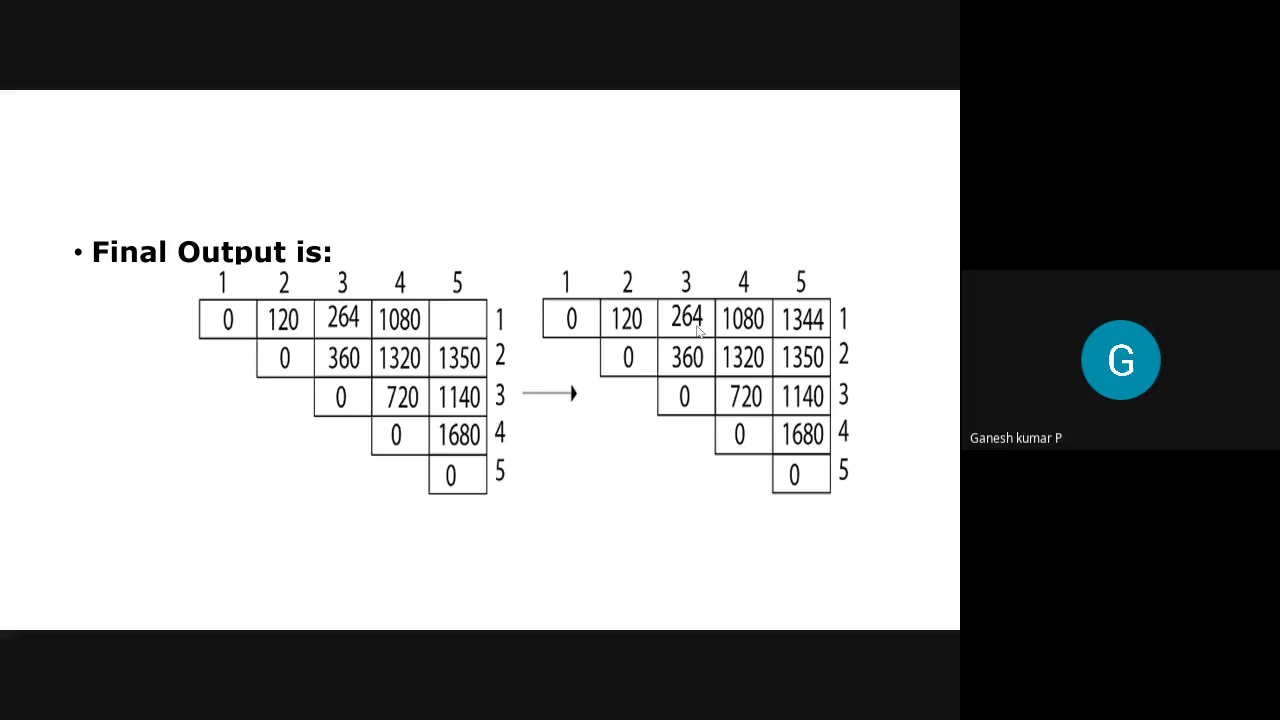 • Final Output is:
1 2 3 4 5 1 2 3 4 5
0 120 264 1080 1 0 120 264 1080 1344 1
0 360 1320 1350 2 0 360 1320 1350 2
0 720 1140 3 0 720 1140 3
0 1680 4 0 1680 4
0 5 0 5
G
Ganesh kumar P